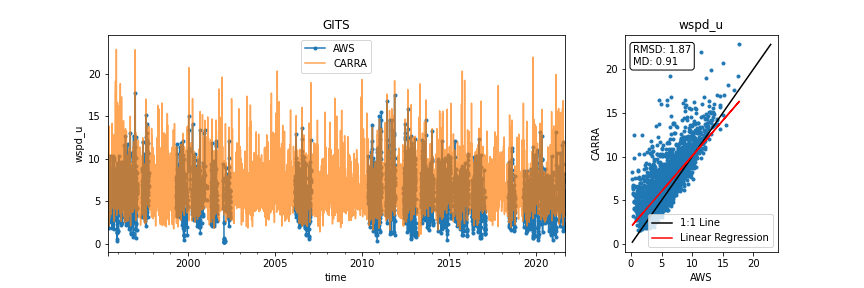 GITS
wspd_u
AWS
CARRA
20
15
10
5
0
wspd_u
2000
2005
2010
2015
2020
time
wspd_u
RMSD: 1.87
MD: 0.91
20
15
10
5
0
CARRA
1:1 Line
Linear Regression
0
5
10
15
20
AWS